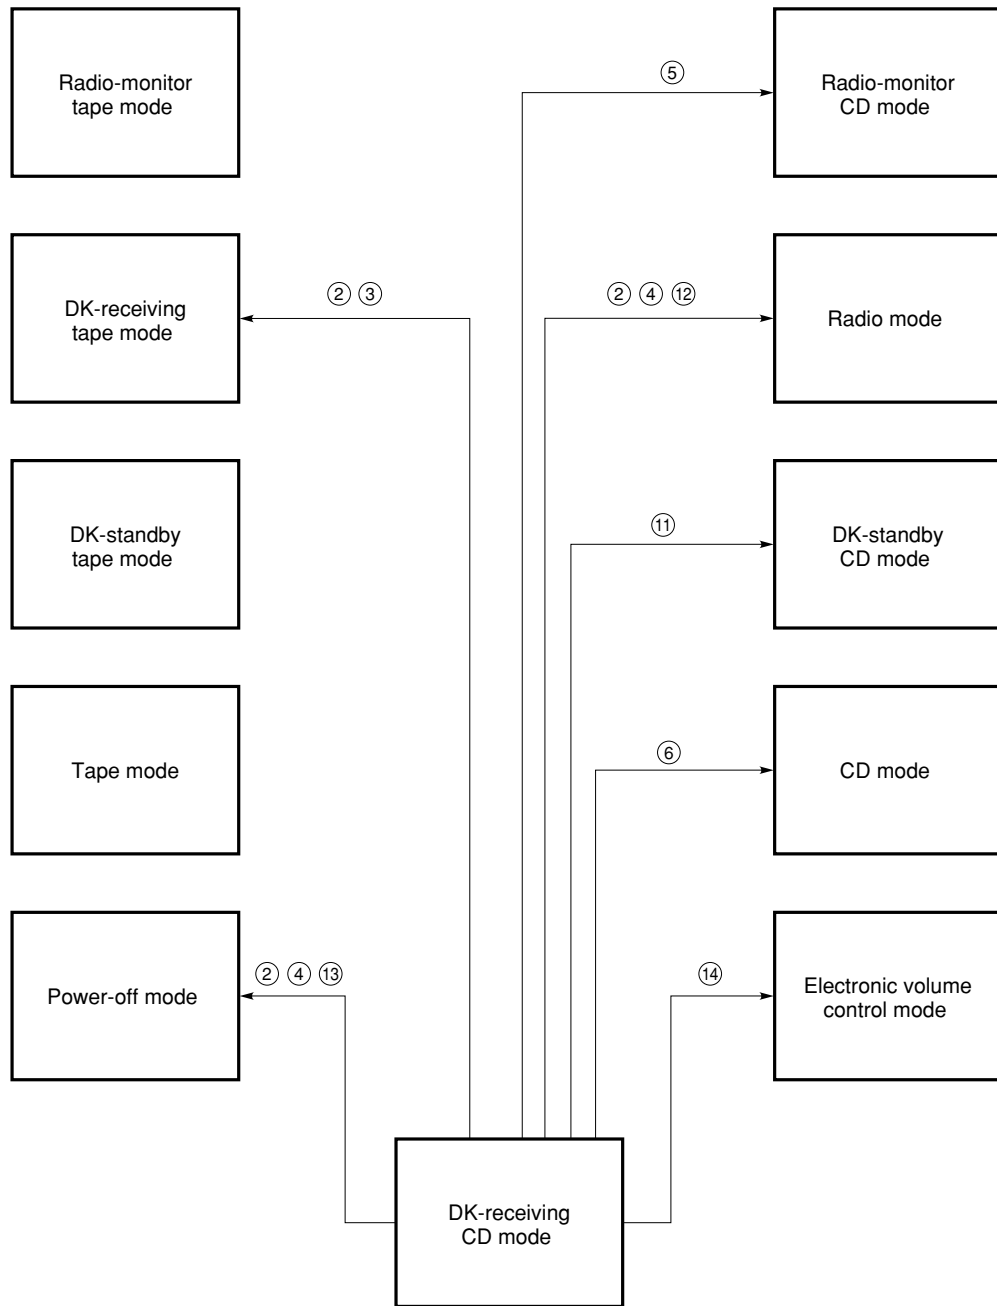 Radio-monitor
tape mode
⑤
Radio-monitor
CD mode
DK-receiving
tape mode
② ③
② ④ ⑫
Radio mode
DK-standby
tape mode
⑪
DK-standby
CD mode
Tape mode
⑥
CD mode
Power-off mode
② ④ ⑬
⑭
Electronic volume
control mode
DK-receiving
CD mode